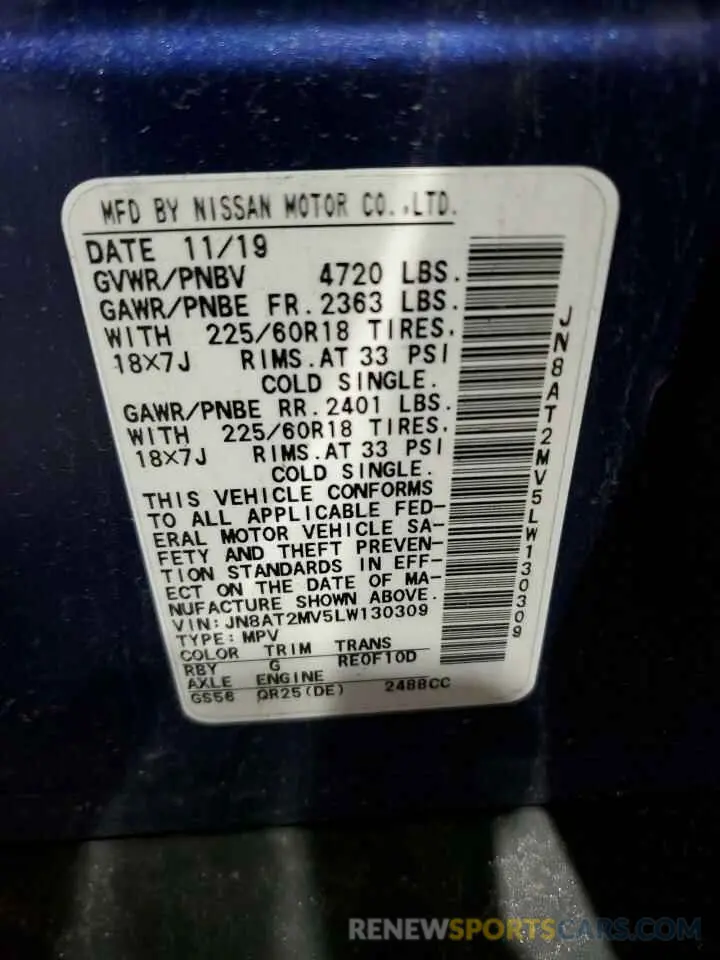 MFD BY NISSAN MOTOR CO.,LTD.
DATE 11/19
GVWR/PNBV 4720 LBS.
GAWR/PNBE FR.2363 LBS.
WITH 225/60R18 TIRES.
18X7J RIMS.AT 33 PSI
COLD SINGLE.
GAWR/PNBE RR.2401 LBS.
WITH 225/60R18 TIRES.
18X7J RIMS.AT 33 PSI
COLD SINGLE.
THIS VEHICLE CONFORMS
TO ALL APPLICABLE FED-
ERAL MOTOR VEHICLE SA-
FETY AND THEFT PREVEN-
TION STANDARDS IN EFF-
ECT ON THE DATE OF MA-
NUFACTURE SHOWN ABOVE.
VIN: JN8AT2MV5LW130309
TYPE: MPV
COLOR TRIM TRANS
RBY G RE0F10D
AXLE ENGINE
GS56 QR25(DE) 2488CC
JN8AT2MV5LW130309
RENEWSPORTSCARS.COM